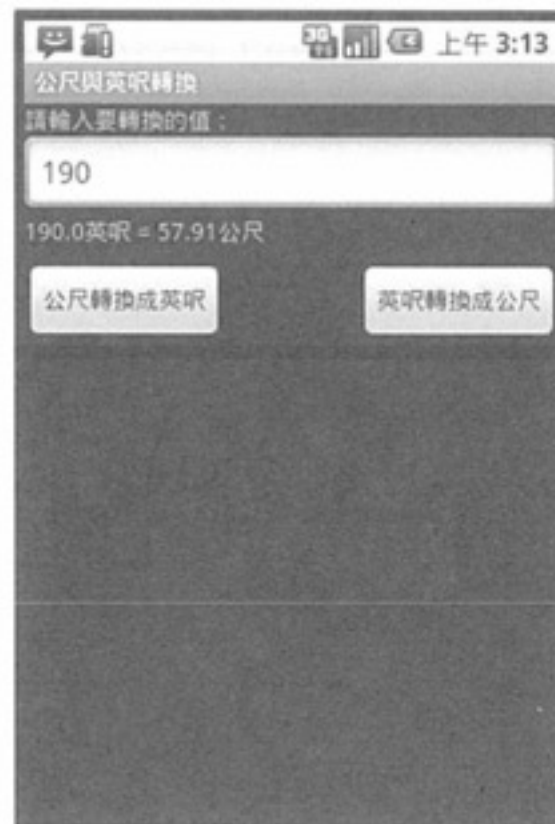 3G
上午 3:13
公尺與英呎轉換
請輸入要轉換的值：
190
190.0英呎 = 57.91公尺
公尺轉換成英呎
英呎轉換成公尺